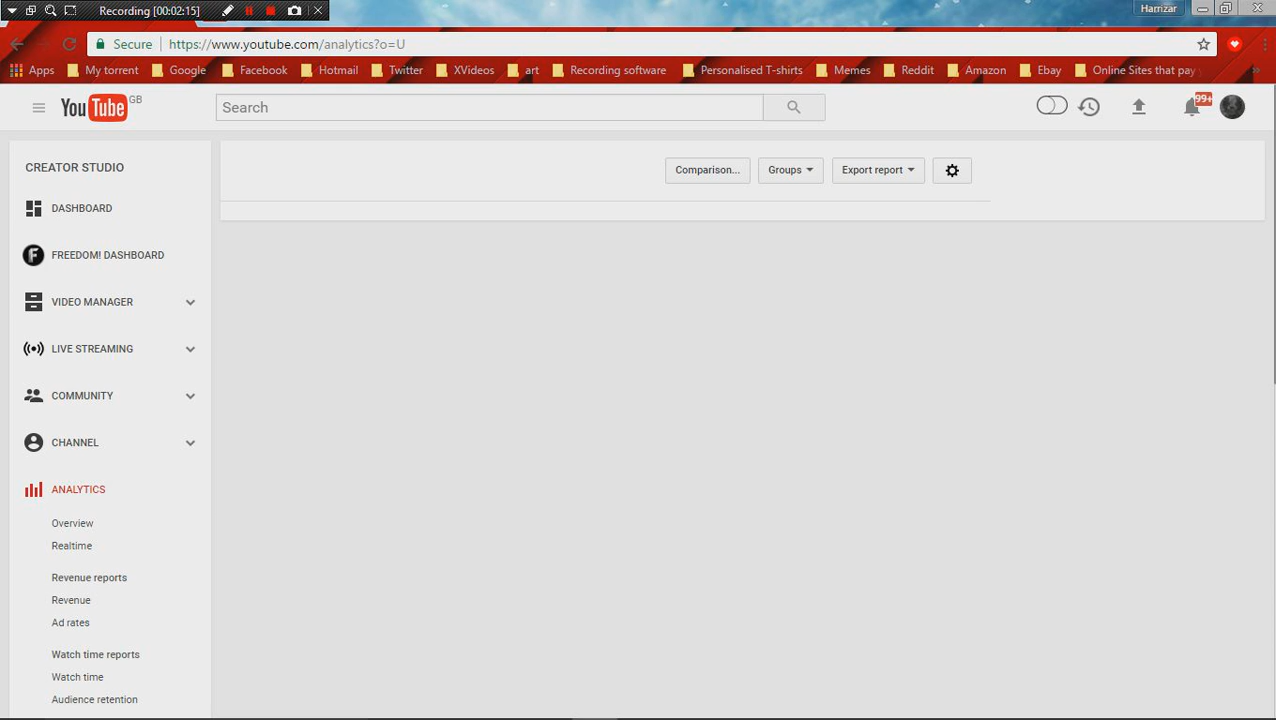 Recording [00:02:15]
Harrizar
Secure https://www.youtube.com/analytics?o=U
Apps My torrent Google Facebook Hotmail Twitter XVideos art Recording software Personalised T-shirts Memes Reddit Amazon Ebay Online Sites that pay
YouTube GB
Search
99+
CREATOR STUDIO
Comparison... Groups Export report
DASHBOARD
FREEDOM! DASHBOARD
VIDEO MANAGER
LIVE STREAMING
COMMUNITY
CHANNEL
ANALYTICS
Overview
Realtime
Revenue reports
Revenue
Ad rates
Watch time reports
Watch time
Audience retention